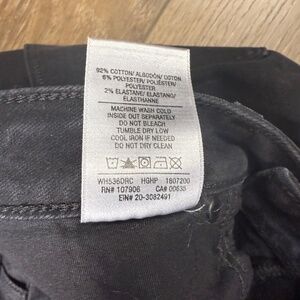 92% COTTON/ ALGODÓN/ COTON
6% POLYESTER/ POLIÉSTER/
POLYESTER
2% ELASTANE/ ELASTANO/
ELASTHANNE
MACHINE WASH COLD
INSIDE OUT SEPARATELY
DO NOT BLEACH
TUMBLE DRY LOW
COOL IRON IF NEEDED
DO NOT DRY CLEAN
WH536DRC HGHP 1807200
RN# 107906 CA# 00635
EIN# 20-3082491